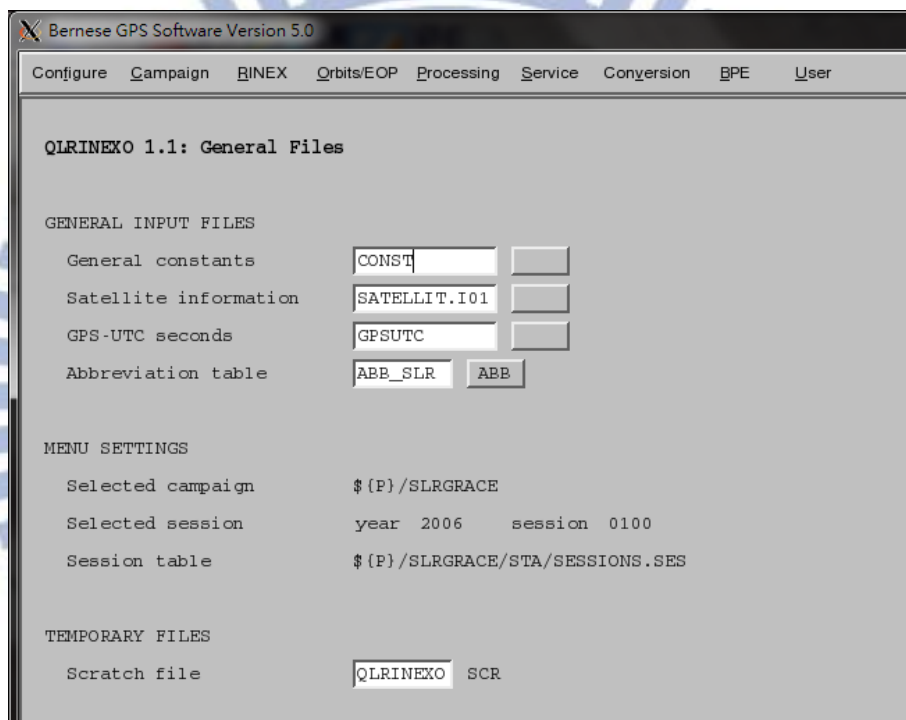 Bernese GPS Software Version 5.0
Configure Campaign RINEX Orbits/EOP Processing Service Conversion BPE User
QLRINEXO 1.1: General Files
GENERAL INPUT FILES
General constants CONST
Satellite information SATELLIT.I01
GPS-UTC seconds GPSUTC
Abbreviation table ABB_SLR ABB
MENU SETTINGS
Selected campaign ${P}/SLRGRACE
Selected session year 2006 session 0100
Session table ${P}/SLRGRACE/STA/SESSIONS.SES
TEMPORARY FILES
Scratch file QLRINEXO SCR